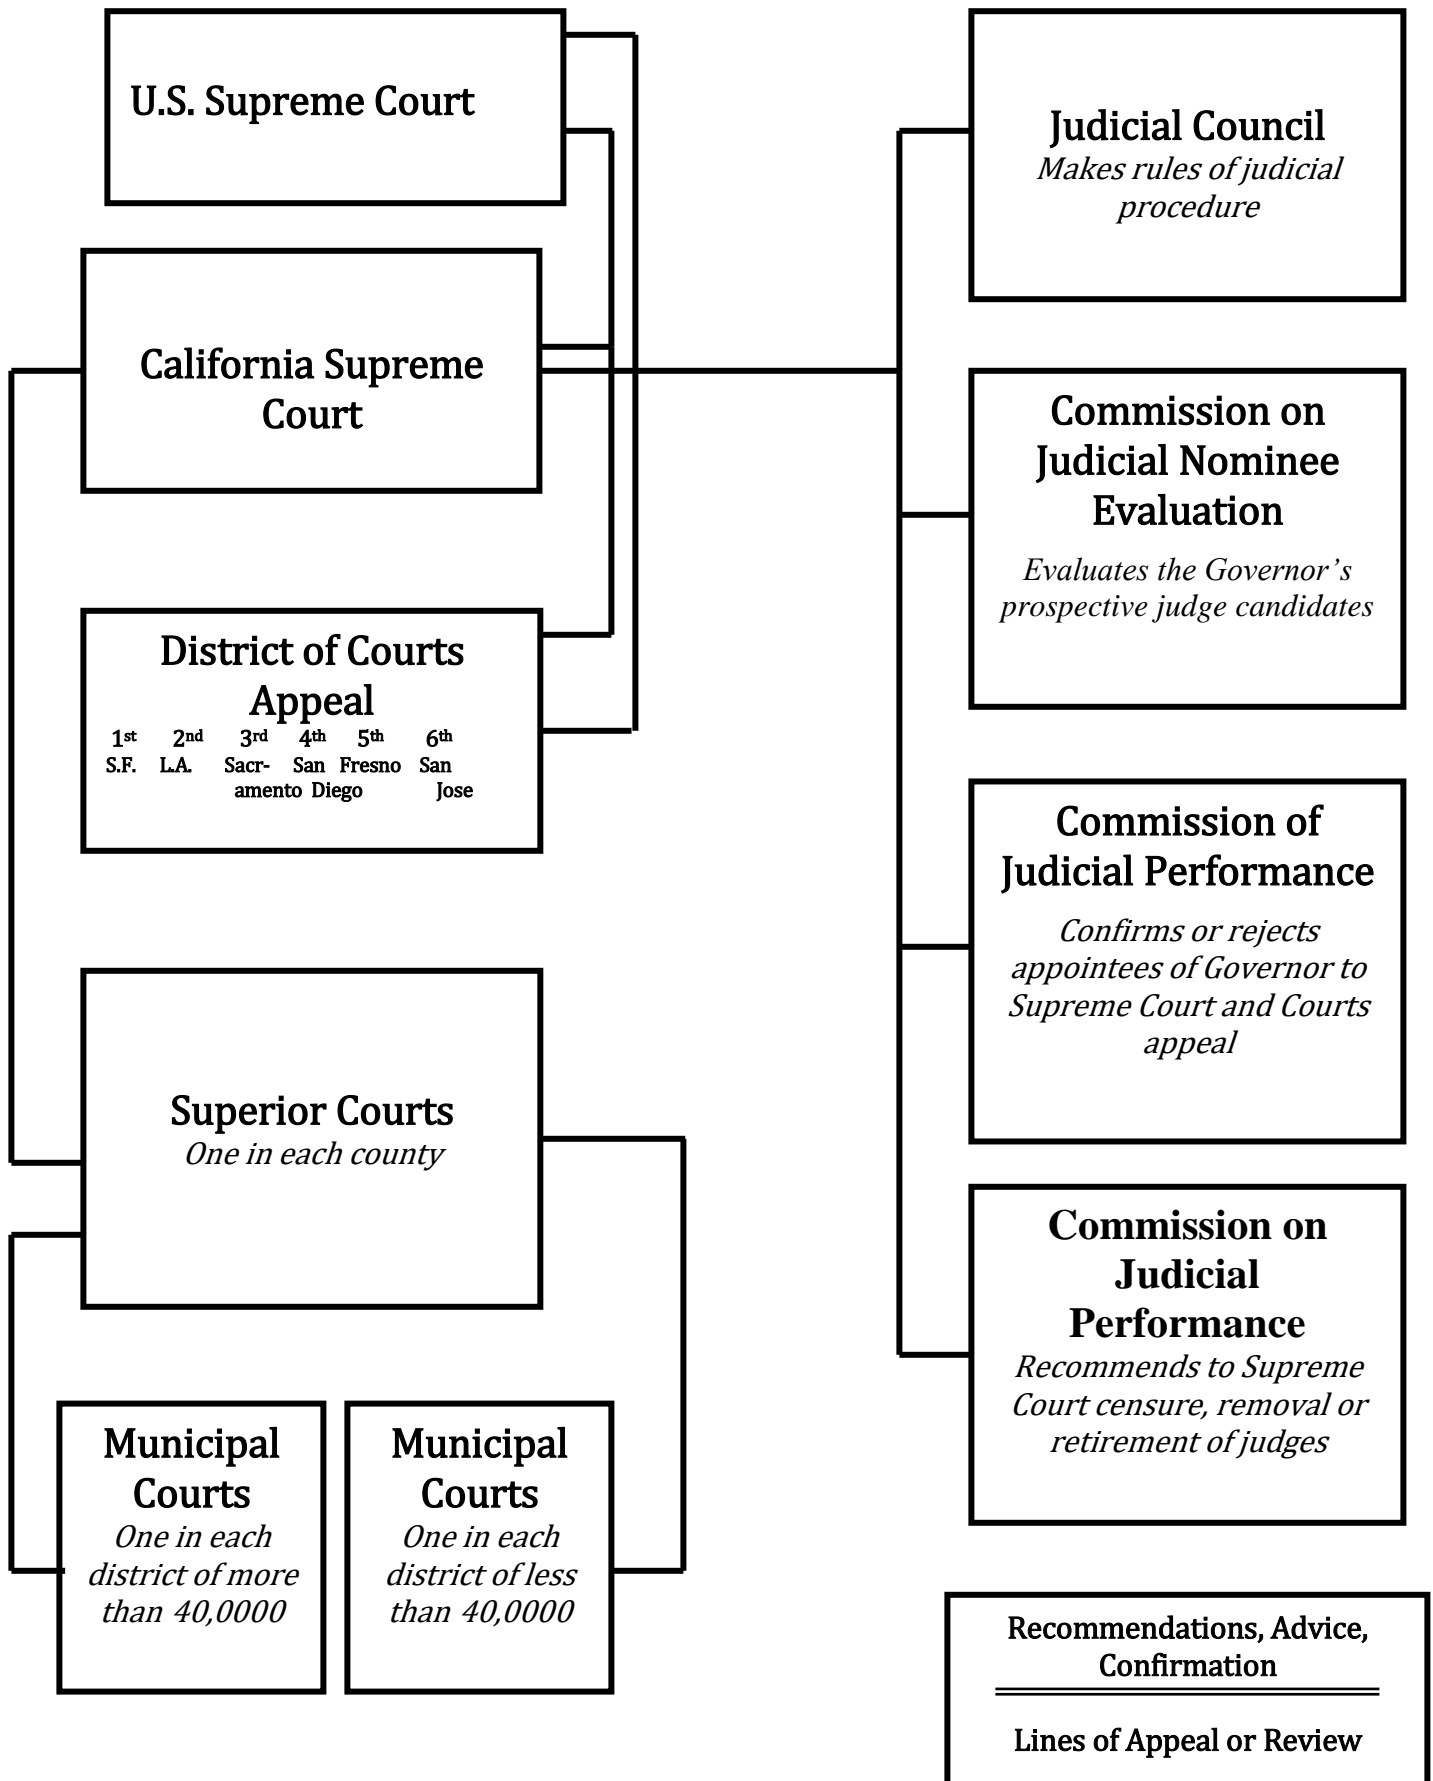 U.S. Supreme Court
California Supreme
Court
District of Courts
Appeal
1st 2nd 3rd 4th 5th 6th
S.F. L.A. Sacr- San Fresno San
amento Diego Jose
Superior Courts
One in each county
Municipal
Courts
One in each
district of more
than 40,0000
Municipal
Courts
One in each
district of less
than 40,0000
Judicial Council
Makes rules of judicial
procedure
Commission on
Judicial Nominee
Evaluation
Evaluates the Governor’s
prospective judge candidates
Commission of
Judicial Performance
Confirms or rejects
appointees of Governor to
Supreme Court and Courts
appeal
Commission on
Judicial
Performance
Recommends to Supreme
Court censure, removal or
retirement of judges
Recommendations, Advice,
Confirmation
Lines of Appeal or Review